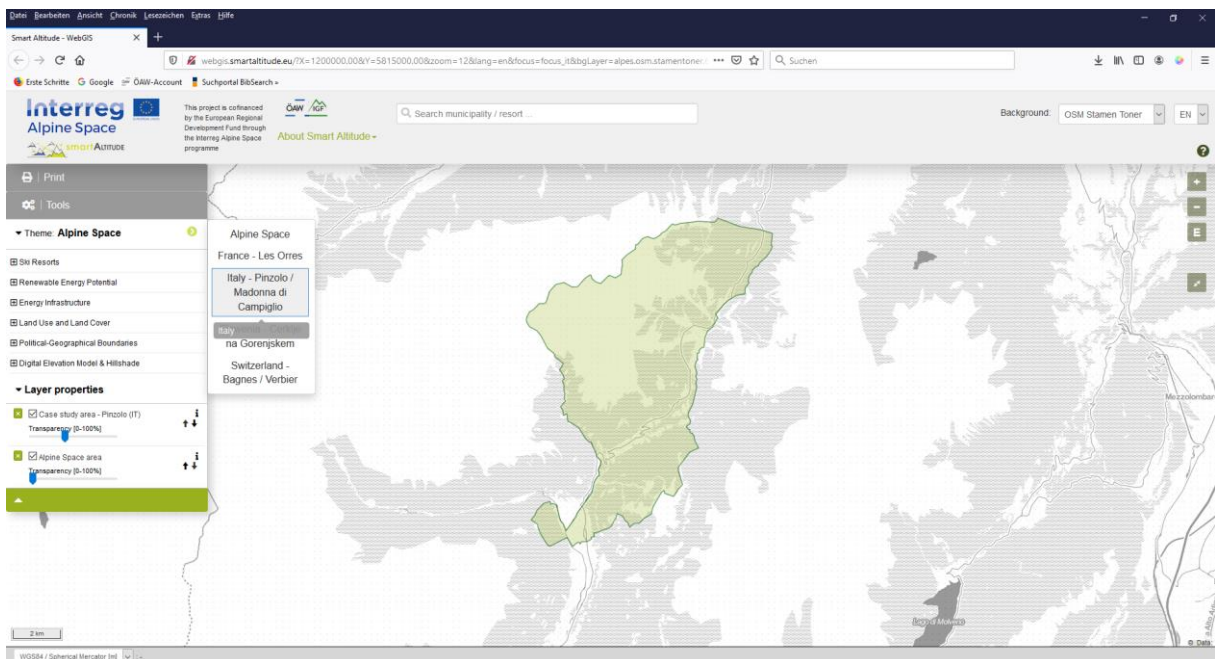 Datei Bearbeiten Ansicht Chronik Lesezeichen Extras Hilfe
Smart Altitude - WebGIS
webgis.smartaltitude.eu/?X=1200000.00&Y=5815000.00&zoom=12&lang=en&focus=focus_it&bgLayer=alpes.osm.stamentoner
Suchen
Erste Schritte Google ÖAW-Account Suchportal BibSearch »
Interreg
Alpine Space
smartAltitude
This project is cofinanced
by the European Regional
Development Fund through
the Interreg Alpine Space
programme
ÖAW IGF
About Smart Altitude
Search municipality / resort ...
Background: OSM Stamen Toner EN
Print
Tools
Theme: Alpine Space
Ski Resorts
Renewable Energy Potential
Energy Infrastructure
Land Use and Land Cover
Political-Geographical Boundaries
Digital Elevation Model & Hillshade
Layer properties
Case study area - Pinzolo (IT)
Transparency [0-100%]
Alpine Space area
Transparency [0-100%]
Alpine Space
France - Les Orres
Italy - Pinzolo /
Madonna di
Campiglio
Italy
na Gorenjskem
Switzerland -
Bagnes / Verbier
E
Mezzolombar
Lago di Molveno
2 km
© Data:
WGS84 / Spherical Mercator [m]